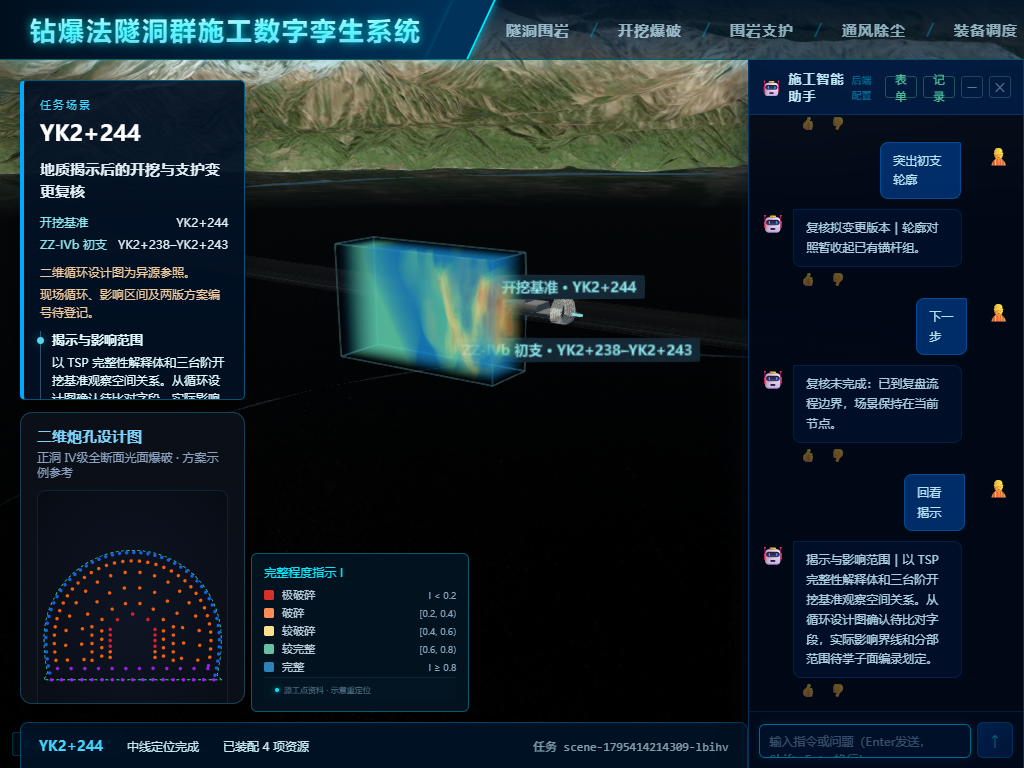 钻爆法隧洞群施工数字孪生系统
隧洞围岩 / 开挖爆破 / 围岩支护 / 通风除尘 / 装备调度
任务场景
YK2+244
地质揭示后的开挖与支护变
更复核
开挖基准 YK2+244
ZZ-IVb 初支 YK2+238—YK2+243
二维循环设计图为异源参照。
现场循环、影响区间及两版方案编
号待登记。
揭示与影响范围
以 TSP 完整性解释体和三台阶开
挖基准观察空间关系。从循环设
计图确认待比对字段，实际影响
二维炮孔设计图
正洞 IV级全断面光面爆破 · 方案示
例参考
开挖基准 • YK2+244
ZZ-IVb 初支 • YK2+238—YK2+243
完整程度指示 I
极破碎 I < 0.2
破碎 [0.2, 0.4)
较破碎 [0.4, 0.6)
较完整 [0.6, 0.8)
完整 I ≥ 0.8
源工点资料 · 示意重定位
YK2+244 中线定位完成 已装配 4 项资源 任务 scene-1795414214309-lbihv
施工智能
助手
后端
配置
表
单
记
录
突出初支
轮廓
复核拟变更版本 | 轮廓对
照暂收起已有锚杆组。
下一
步
复核未完成：已到复盘流
程边界，场景保持在当前
节点。
回看
揭示
揭示与影响范围 | 以 TSP
完整性解释体和三台阶开
挖基准观察空间关系。从
循环设计图确认待比对字
段，实际影响界线和分部
范围待掌子面编录划定。
输入指令或问题（Enter发送，